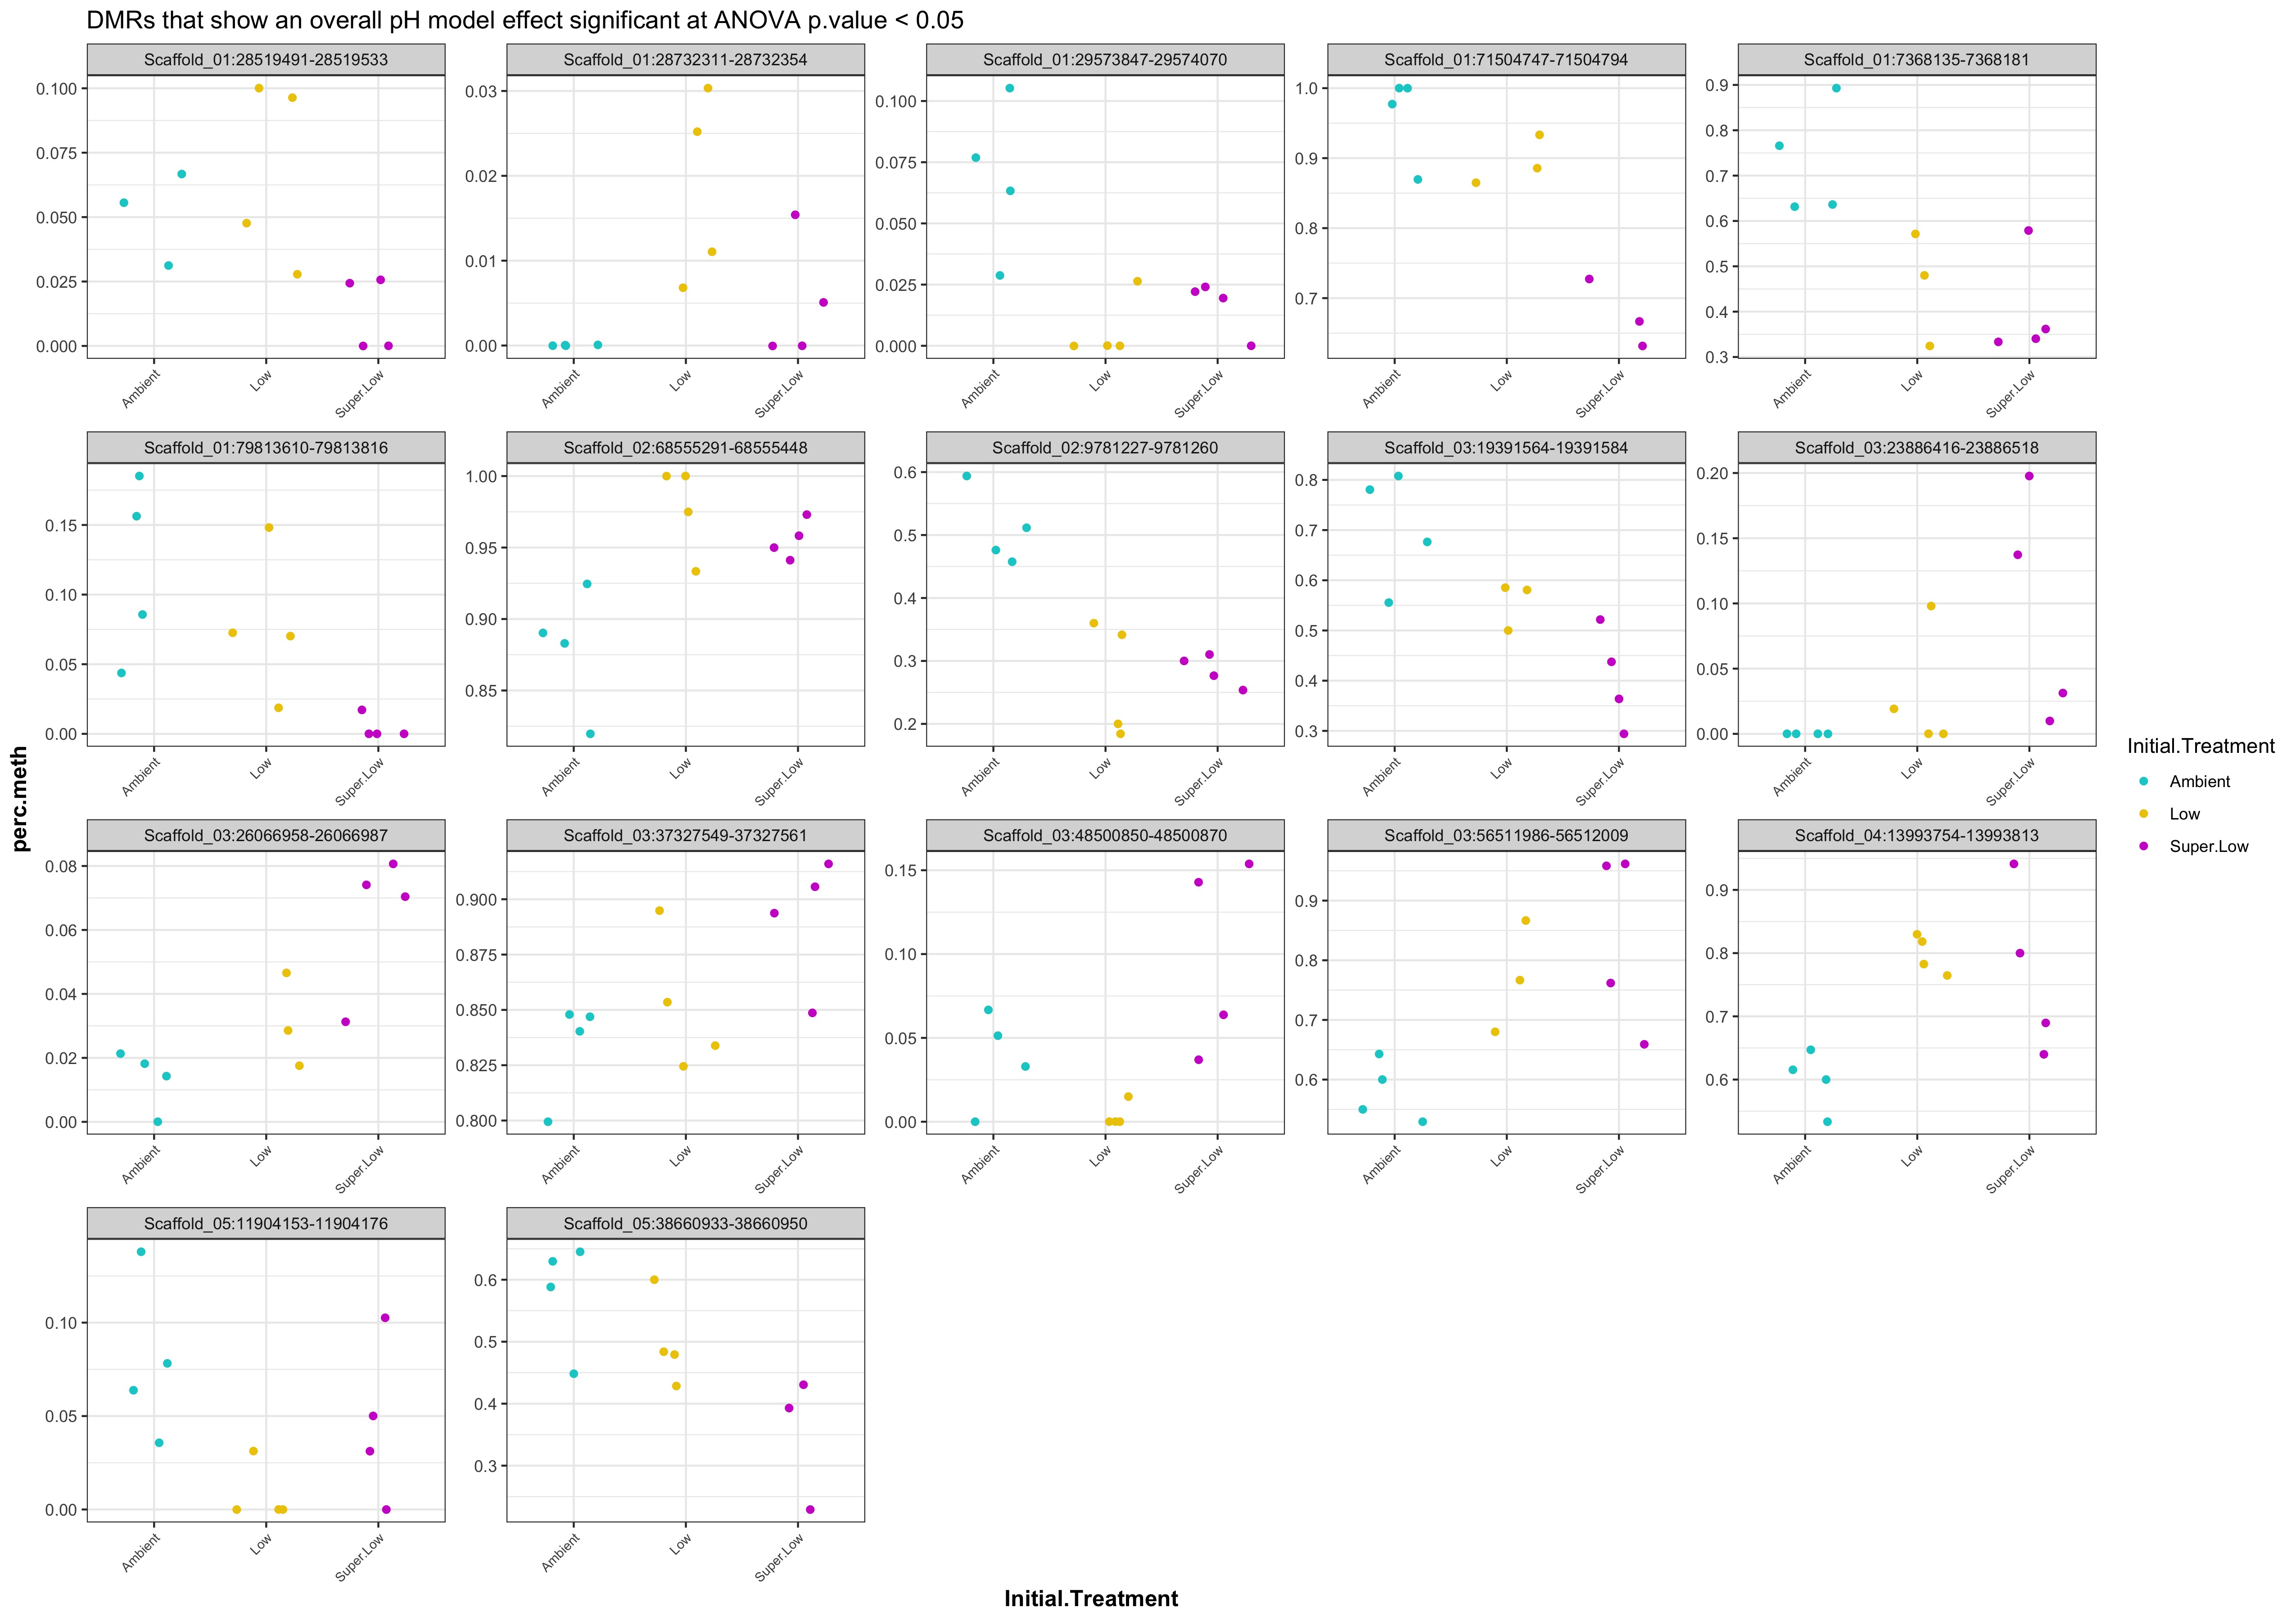 DMRs that show an overall pH model effect significant at ANOVA p.value < 0.05
Scaffold_01:28519491-28519533
0.100
0.075
0.050
0.025
0.000
Ambient
Low
Super.Low
Scaffold_01:28732311-28732354
0.03
0.02
0.01
0.00
Ambient
Low
Super.Low
Scaffold_01:29573847-29574070
0.100
0.075
0.050
0.025
0.000
Ambient
Low
Super.Low
Scaffold_01:71504747-71504794
1.0
0.9
0.8
0.7
Ambient
Low
Super.Low
Scaffold_01:7368135-7368181
0.9
0.8
0.7
0.6
0.5
0.4
0.3
Ambient
Low
Super.Low
Scaffold_01:79813610-79813816
0.15
0.10
0.05
0.00
Ambient
Low
Super.Low
Scaffold_02:68555291-68555448
1.00
0.95
0.90
0.85
Ambient
Low
Super.Low
Scaffold_02:9781227-9781260
0.6
0.5
0.4
0.3
0.2
Ambient
Low
Super.Low
Scaffold_03:19391564-19391584
0.8
0.7
0.6
0.5
0.4
0.3
Ambient
Low
Super.Low
Scaffold_03:23886416-23886518
0.20
0.15
0.10
0.05
0.00
Ambient
Low
Super.Low
Scaffold_03:26066958-26066987
0.08
0.06
0.04
0.02
0.00
Ambient
Low
Super.Low
Scaffold_03:37327549-37327561
0.900
0.875
0.850
0.825
0.800
Ambient
Low
Super.Low
Scaffold_03:48500850-48500870
0.15
0.10
0.05
0.00
Ambient
Low
Super.Low
Scaffold_03:56511986-56512009
0.9
0.8
0.7
0.6
Ambient
Low
Super.Low
Scaffold_04:13993754-13993813
0.9
0.8
0.7
0.6
Ambient
Low
Super.Low
Scaffold_05:11904153-11904176
0.10
0.05
0.00
Ambient
Low
Super.Low
Scaffold_05:38660933-38660950
0.6
0.5
0.4
0.3
Ambient
Low
Super.Low
perc.meth
Initial.Treatment
Initial.Treatment
Ambient
Low
Super.Low